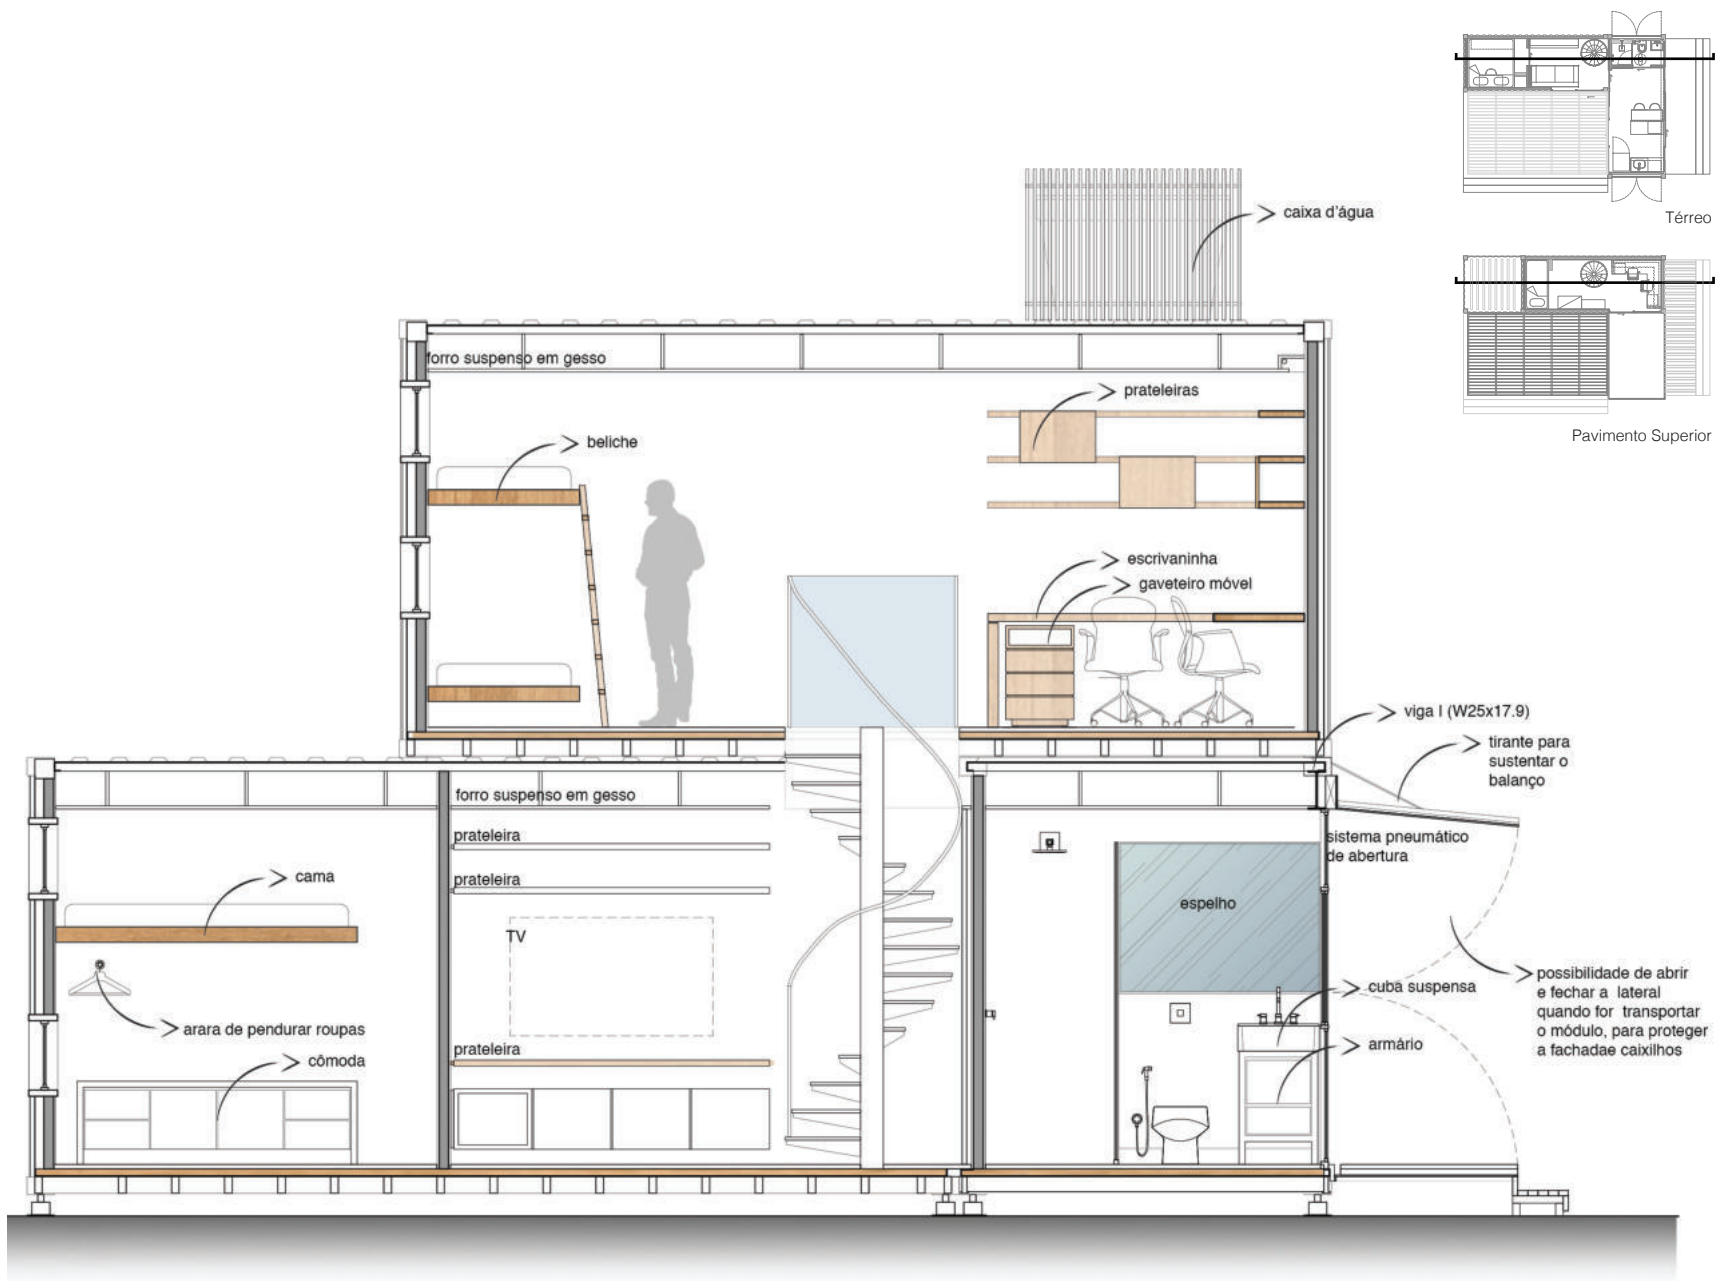 Térreo
caixa d'água
Pavimento Superior
forro suspenso em gesso
prateleiras
beliche
escrivaninha
gaveteiro móvel
viga I (W25x17.9)
tirante para
sustentar o
balanço
forro suspenso em gesso
prateleira
sistema pneumático
de abertura
prateleira
cama
espelho
TV
possibilidade de abrir
e fechar a lateral
quando for transportar
o módulo, para proteger
a fachadae caixilhos
cuba suspensa
arara de pendurar roupas
armário
prateleira
cômoda